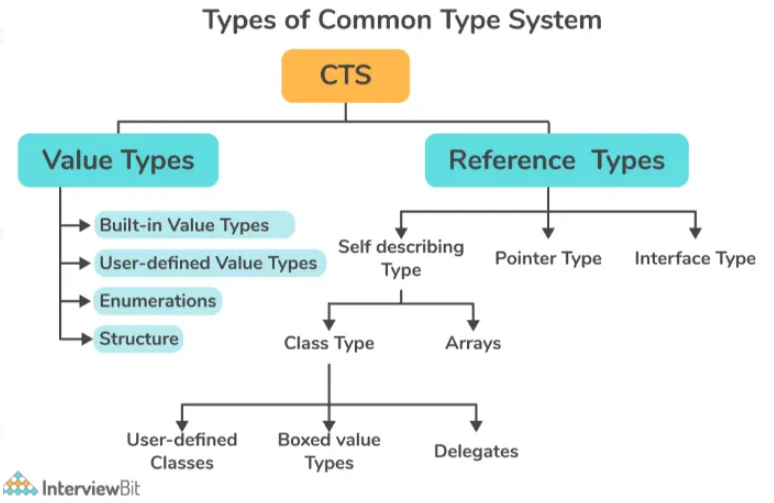 Types of Common Type System
CTS
Value Types
Reference Types
Built-in Value Types
User-defined Value Types
Enumerations
Structure
Self describing
Type
Pointer Type
Interface Type
Class Type
Arrays
User-defined
Classes
Boxed value
Types
Delegates
InterviewBit